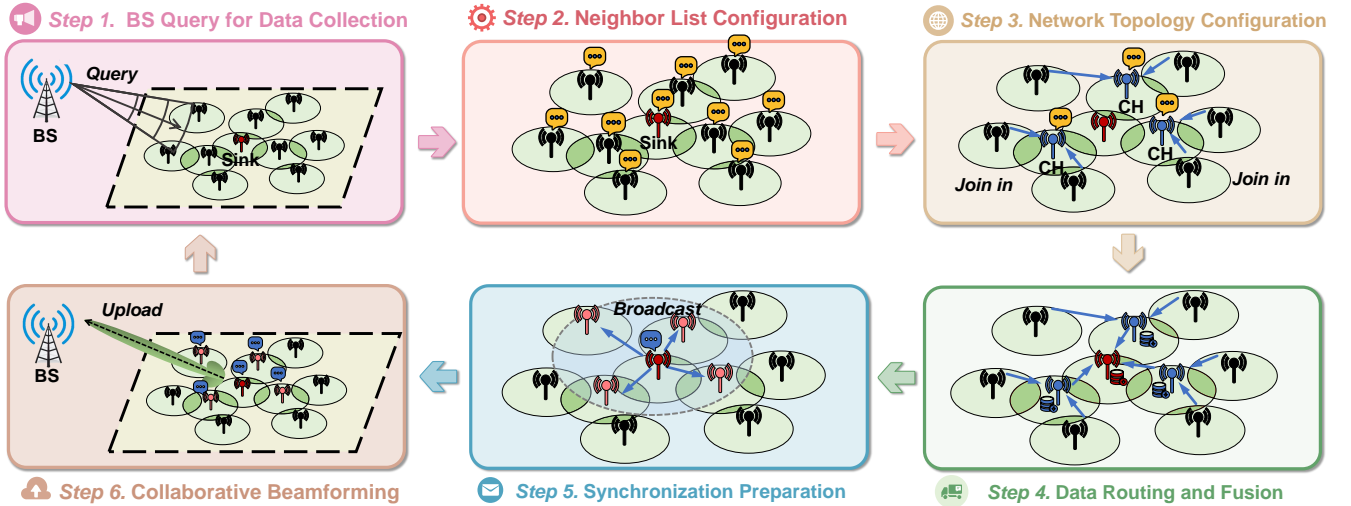 Step 1. BS Query for Data Collection
Query
BS
Sink
Step 2. Neighbor List Configuration
Sink
Step 3. Network Topology Configuration
CH
CH
CH
Join in
Join in
Upload
BS
Step 6. Collaborative Beamforming
Broadcast
Step 5. Synchronization Preparation
Step 4. Data Routing and Fusion